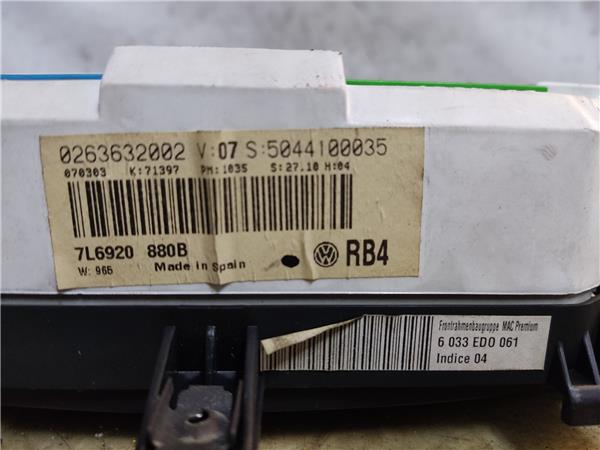 0263632002 V:07 S:5044100035
070303 K:71397 PM:1035 S:27.10 H:04
7L6920 880B RB4
W: 965 Made in Spain
Frontrahmenbaugruppe MAC Premium
6 033 EDO 061
Indice 04